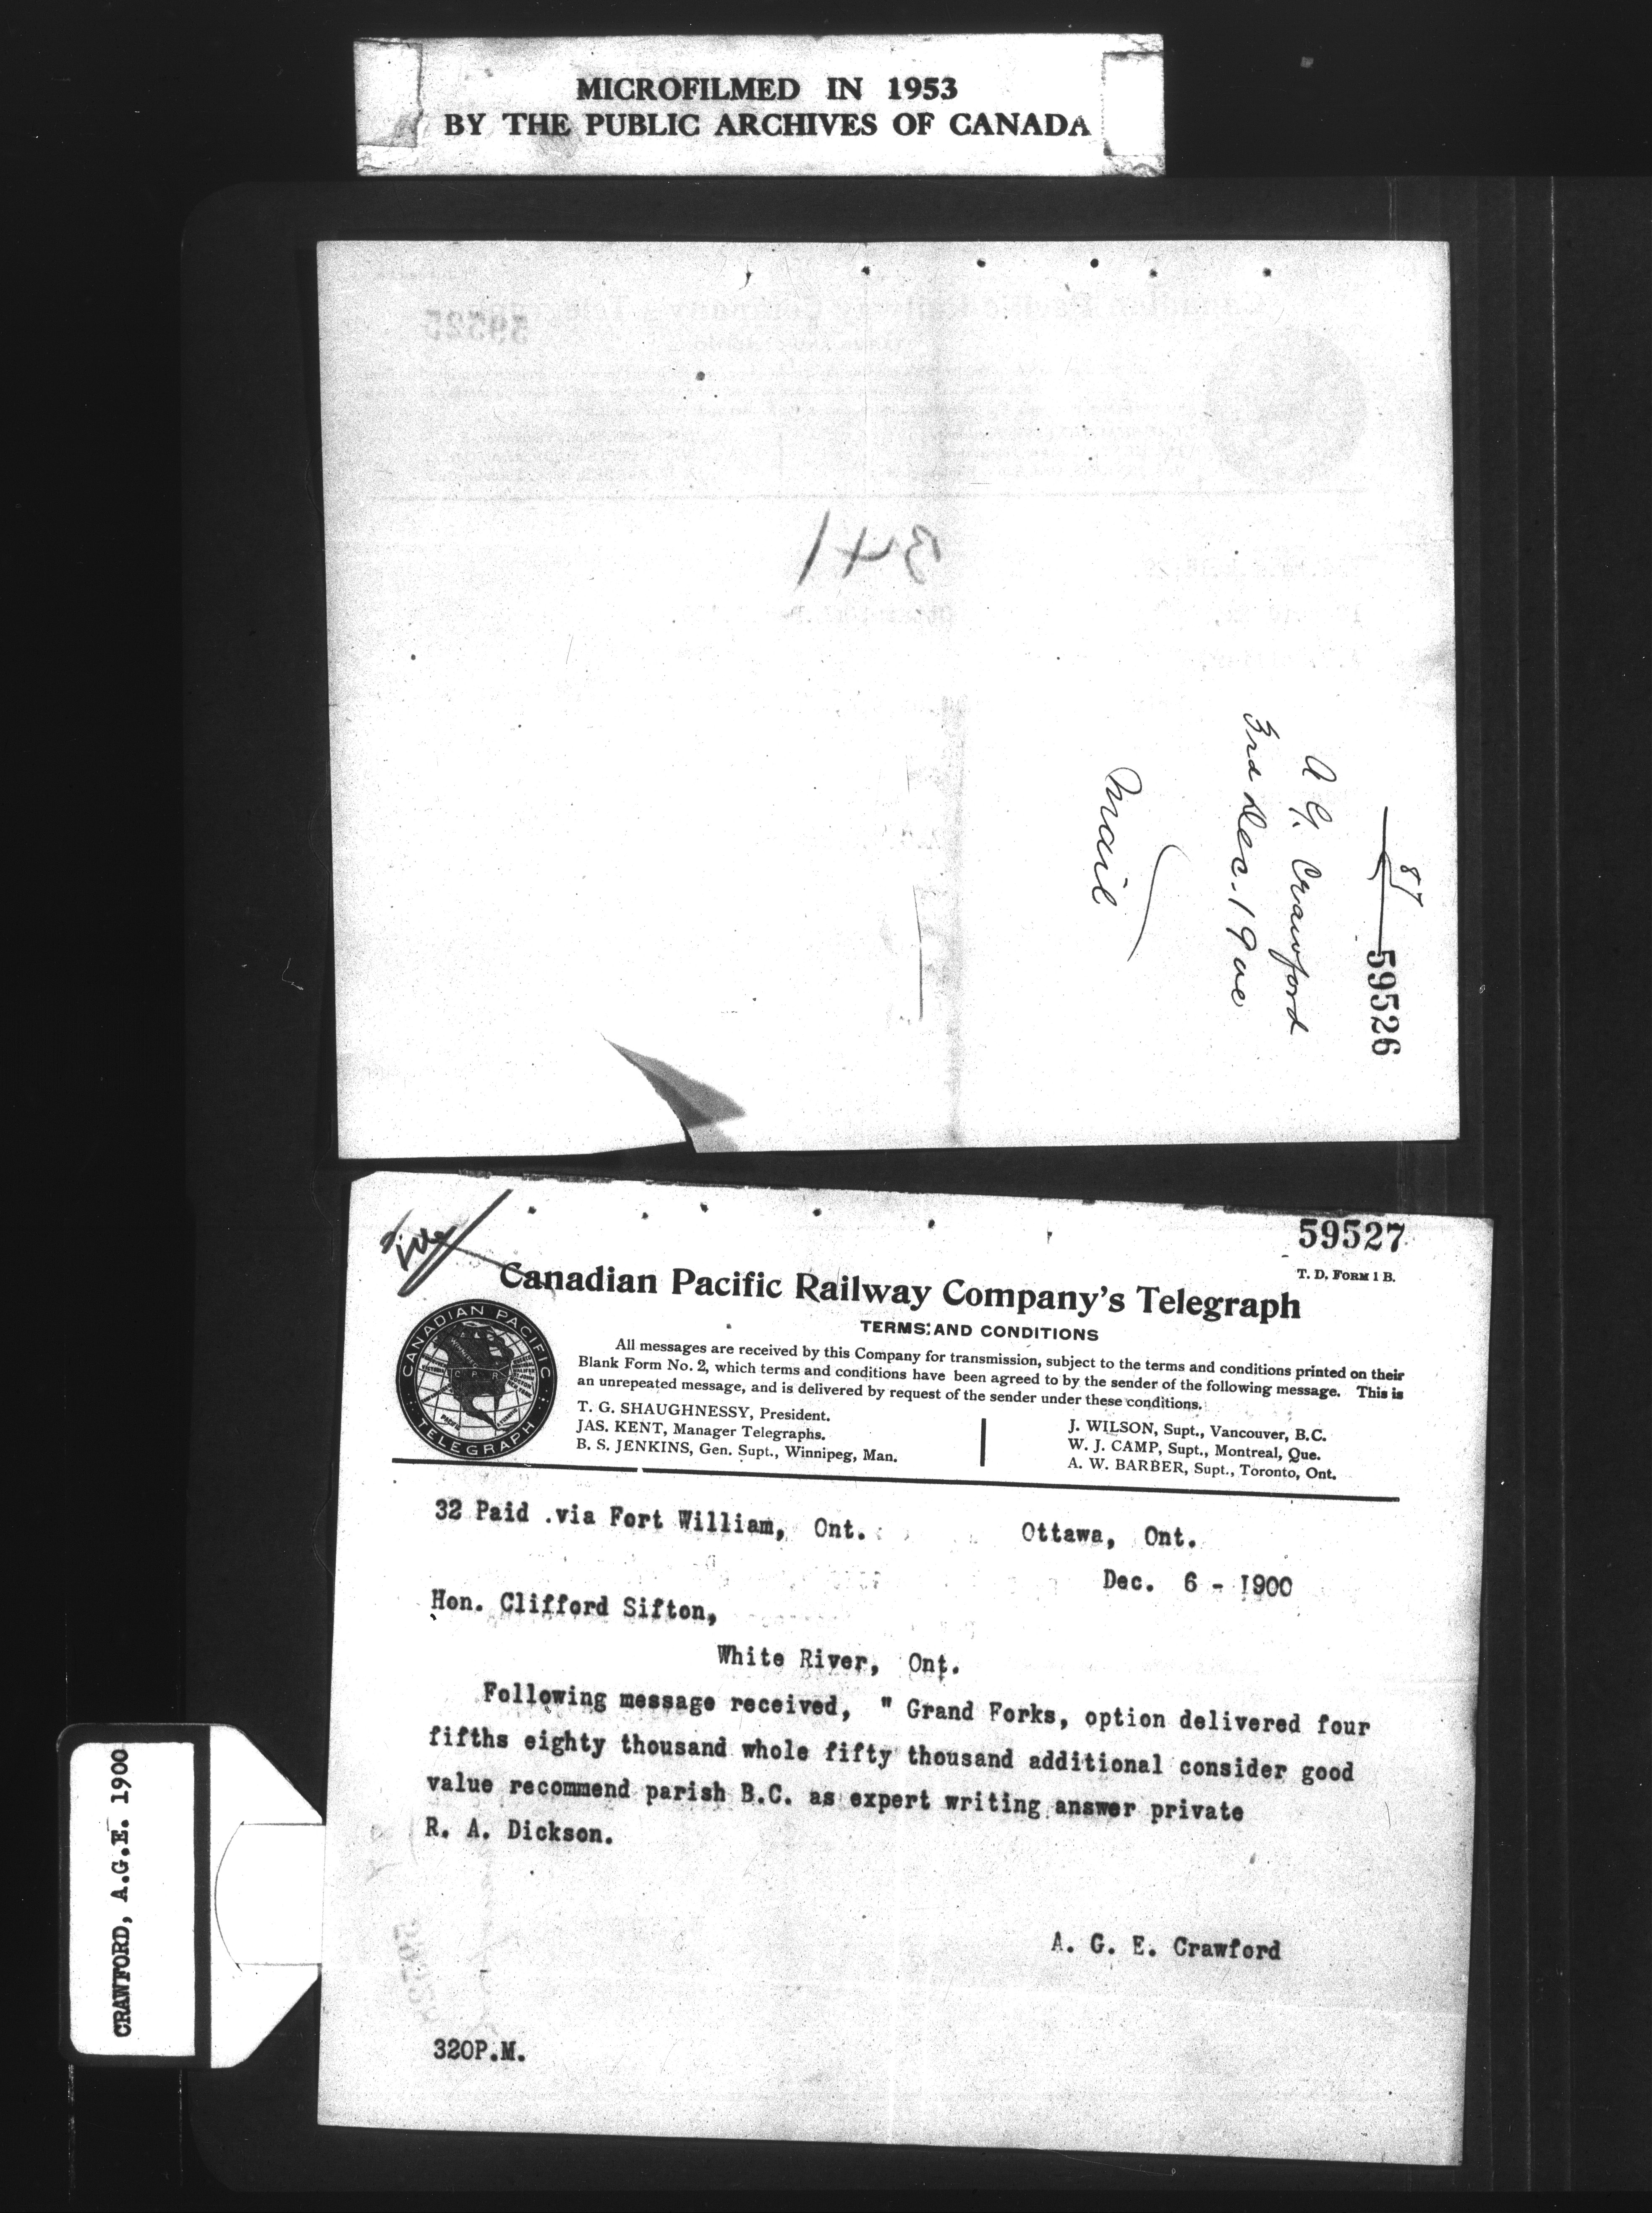 MICROFILMED IN 1953
BY THE PUBLIC ARCHIVES OF CANADA
341
87
59526
A G. Crawford
3rd Dec. 1900
Mail
File
59527
T. D. FORM 1 B.
Canadian Pacific Railway Company's Telegraph
TERMS AND CONDITIONS
All messages are received by this Company for transmission, subject to the terms and conditions printed on their
Blank Form No. 2, which terms and conditions have been agreed to by the sender of the following message. This is
an unrepeated message, and is delivered by request of the sender under these conditions.
CANADIAN PACIFIC
TELEGRAPH
C. P. R.
T. G. SHAUGHNESSY, President.
JAS. KENT, Manager Telegraphs.
B. S. JENKINS, Gen. Supt., Winnipeg, Man.
J. WILSON, Supt., Vancouver, B.C.
W. J. CAMP, Supt., Montreal, Que.
A. W. BARBER, Supt., Toronto, Ont.
32 Paid .via Fort William, Ont.
Ottawa, Ont.
Dec. 6 - 1900
Hon. Clifford Sifton,
White River, Ont.
Following message received, " Grand Forks, option delivered four
fifths eighty thousand whole fifty thousand additional consider good
value recommend parish B.C. as expert writing answer private
R. A. Dickson.
A. G. E. Crawford
320P.M.
CRAWFORD, A.G.E. 1900